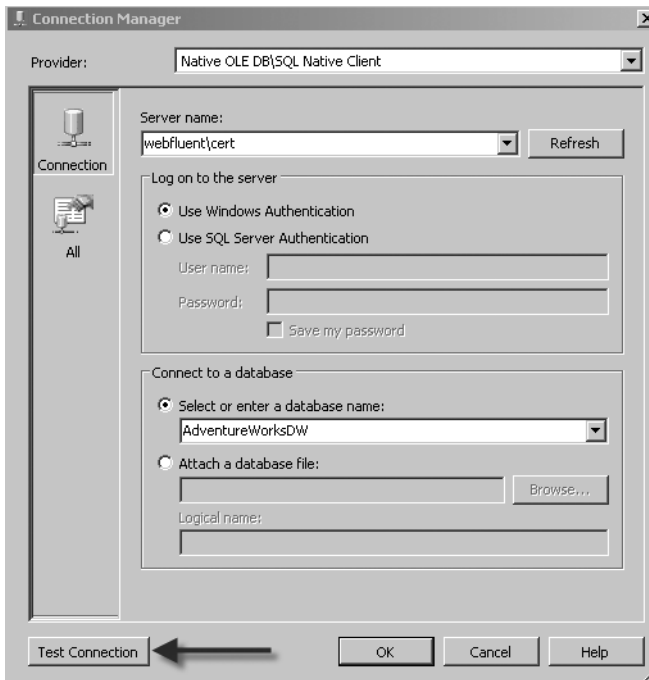 Connection Manager
Provider: Native OLE DB\SQL Native Client
Connection
All
Server name:
webfluent\cert Refresh
Log on to the server
Use Windows Authentication
Use SQL Server Authentication
User name:
Password:
Save my password
Connect to a database
Select or enter a database name:
AdventureWorksDW
Attach a database file:
Browse...
Logical name:
Test Connection OK Cancel Help